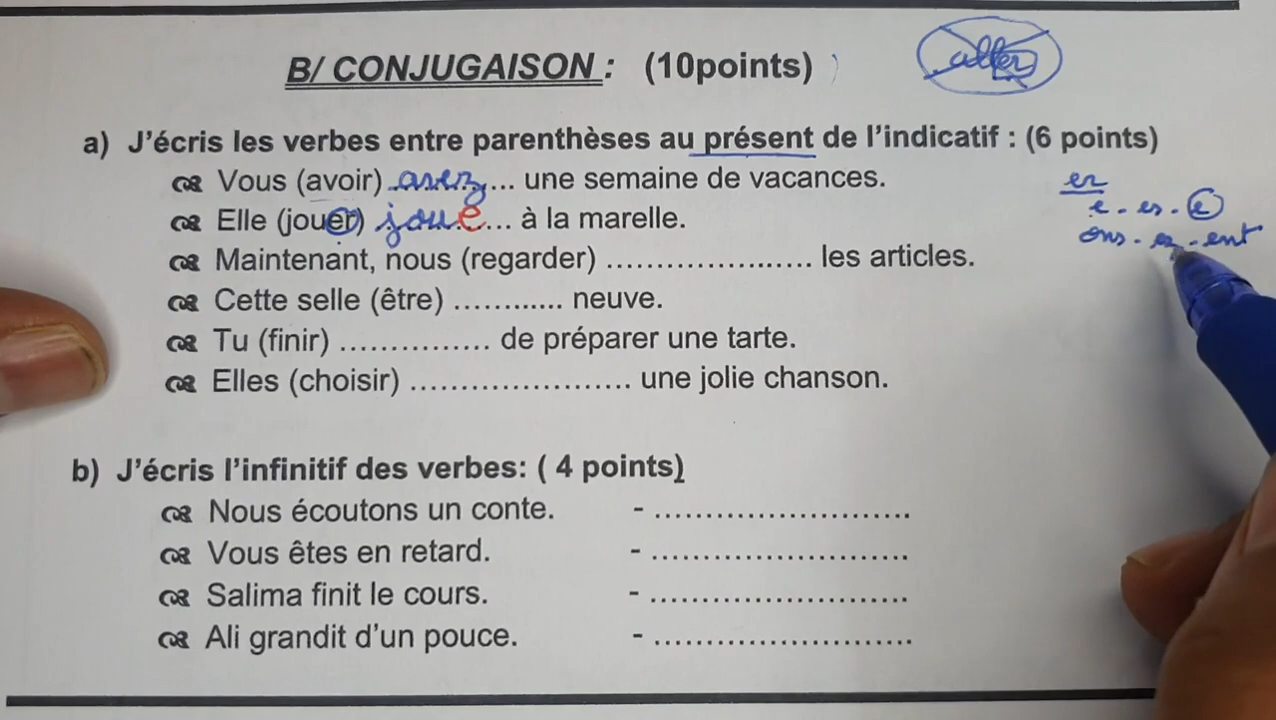 B/ CONJUGAISON : (10points)
aller
a) J'écris les verbes entre parenthèses au présent de l'indicatif : (6 points)
Vous (avoir) avez... une semaine de vacances.
er
Elle (jouer) joue... à la marelle.
e - es - e
ons - ez - ent
Maintenant, nous (regarder) ..................... les articles.
Cette selle (être) ............ neuve.
Tu (finir) ............... de préparer une tarte.
Elles (choisir) ...................... une jolie chanson.
b) J'écris l'infinitif des verbes: ( 4 points)
Nous écoutons un conte. - ..........................
Vous êtes en retard. - ..........................
Salima finit le cours. - ..........................
Ali grandit d'un pouce. - ..........................